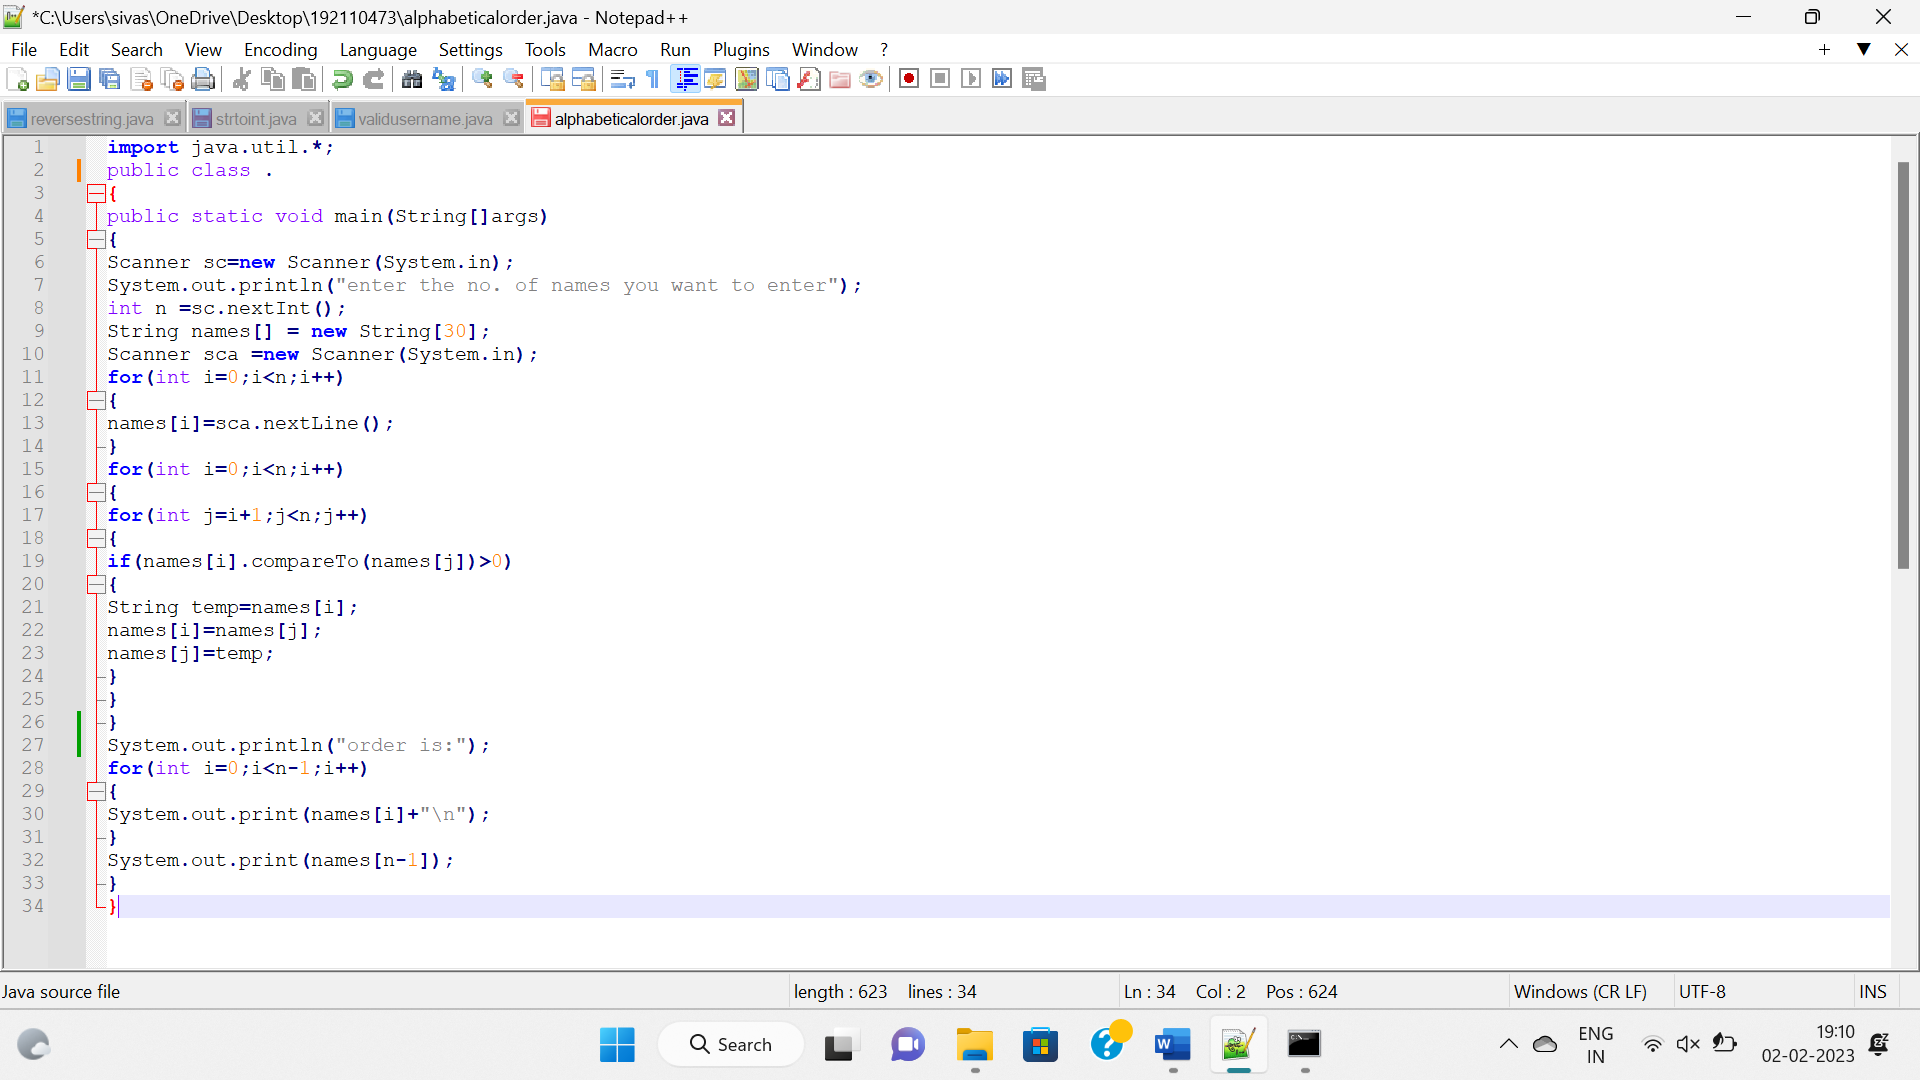 *C:\Users\sivas\OneDrive\Desktop\192110473\alphabeticalorder.java - Notepad++
File Edit Search View Encoding Language Settings Tools Macro Run Plugins Window ?
reversestring.java strtoint.java validusername.java alphabeticalorder.java
1 import java.util.*;
2 public class .
3 {
4 public static void main(String[]args)
5 {
6 Scanner sc=new Scanner(System.in);
7 System.out.println("enter the no. of names you want to enter");
8 int n =sc.nextInt();
9 String names[] = new String[30];
10 Scanner sca =new Scanner(System.in);
11 for(int i=0;i<n;i++)
12 {
13 names[i]=sca.nextLine();
14 }
15 for(int i=0;i<n;i++)
16 {
17 for(int j=i+1;j<n;j++)
18 {
19 if(names[i].compareTo(names[j])>0)
20 {
21 String temp=names[i];
22 names[i]=names[j];
23 names[j]=temp;
24 }
25 }
26 }
27 System.out.println("order is:");
28 for(int i=0;i<n-1;i++)
29 {
30 System.out.print(names[i]+"\n");
31 }
32 System.out.print(names[n-1]);
33 }
34 }
Java source file length : 623 lines : 34 Ln : 34 Col : 2 Pos : 624 Windows (CR LF) UTF-8 INS
Search
ENG
IN
19:10
02-02-2023